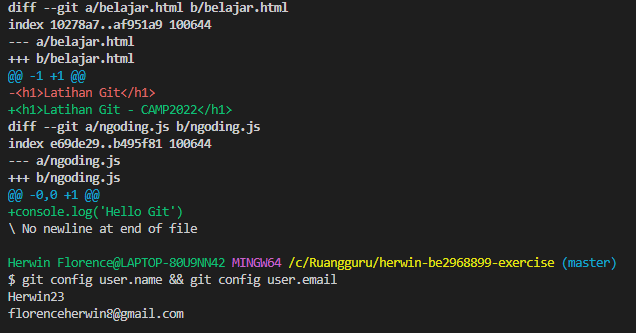 diff --git a/belajar.html b/belajar.html
index 10278a7..af951a9 100644
--- a/belajar.html
+++ b/belajar.html
@@ -1 +1 @@
-<h1>Latihan Git</h1>
+<h1>Latihan Git - CAMP2022</h1>
diff --git a/ngoding.js b/ngoding.js
index e69de29..b495f81 100644
--- a/ngoding.js
+++ b/ngoding.js
@@ -0,0 +1 @@
+console.log('Hello Git')
\ No newline at end of file
Herwin Florence@LAPTOP-80U9NN42 MINGW64 /c/Ruangguru/herwin-be2968899-exercise (master)
$ git config user.name && git config user.email
Herwin23
florenceherwin8@gmail.com